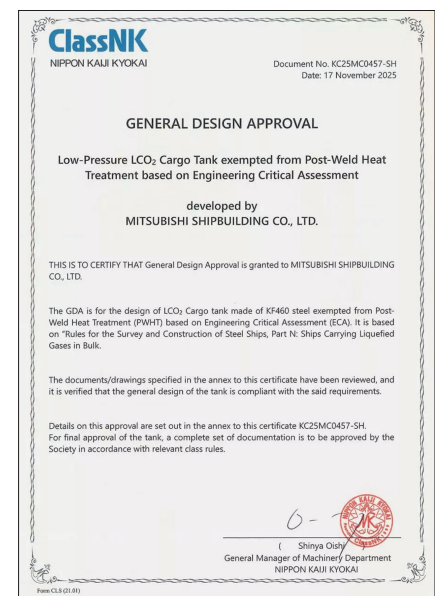 ClassNK
NIPPON KAIJI KYOKAI
Document No. KC25MC0457-SH
Date: 17 November 2025
GENERAL DESIGN APPROVAL
Low-Pressure LCO₂ Cargo Tank exempted from Post-Weld Heat
Treatment based on Engineering Critical Assessment
developed by
MITSUBISHI SHIPBUILDING CO., LTD.
THIS IS TO CERTIFY THAT General Design Approval is granted to MITSUBISHI SHIPBUILDING
CO., LTD.
The GDA is for the design of LCO₂ Cargo tank made of KF460 steel exempted from Post-
Weld Heat Treatment (PWHT) based on Engineering Critical Assessment (ECA). It is based
on "Rules for the Survey and Construction of Steel Ships, Part N: Ships Carrying Liquefied
Gases in Bulk.
The documents/drawings specified in the annex to this certificate have been reviewed, and
it is verified that the general design of the tank is compliant with the said requirements.
Details on this approval are set out in the annex to this certificate KC25MC0457-SH.
For final approval of the tank, a complete set of documentation is to be approved by the
Society in accordance with relevant class rules.
NIPPON KAIJI KYOKAI
NK
ClassNK
( Shinya Oishi )
General Manager of Machinery Department
NIPPON KAIJI KYOKAI
Form CLS (21.01)